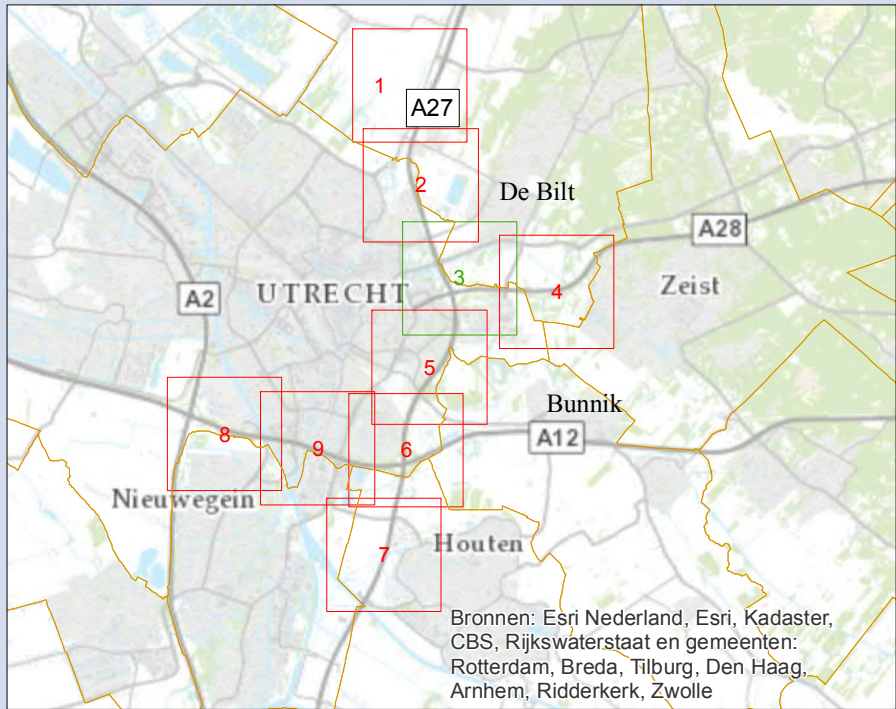 1
A27
2
De Bilt
A28
3
4
Zeist
UTRECHT
A2
5
Bunnik
8
9
6
A12
Nieuwegein
Houten
7
Bronnen: Esri Nederland, Esri, Kadaster,
CBS, Rijkswaterstaat en gemeenten:
Rotterdam, Breda, Tilburg, Den Haag,
Arnhem, Ridderkerk, Zwolle